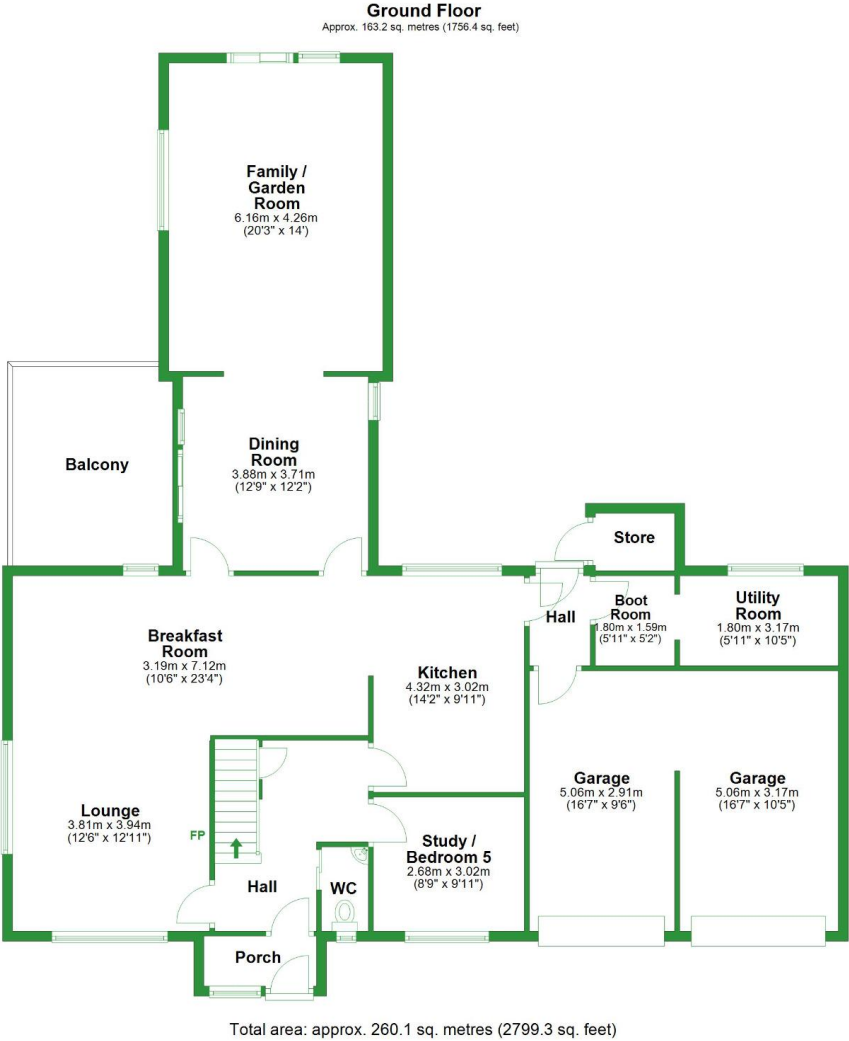 Ground Floor
Approx. 163.2 sq. metres (1756.4 sq. feet)
Family /
Garden
Room
6.16m x 4.26m
(20'3" x 14')
Balcony
Dining
Room
3.88m x 3.71m
(12'9" x 12'2")
Store
Hall
Boot
Room
1.80m x 1.59m
(5'11" x 5'2")
Utility
Room
1.80m x 3.17m
(5'11" x 10'5")
Breakfast
Room
3.19m x 7.12m
(10'6" x 23'4")
Kitchen
4.32m x 3.02m
(14'2" x 9'11")
Lounge
3.81m x 3.94m
(12'6" x 12'11")
FP
Hall
WC
Study /
Bedroom 5
2.68m x 3.02m
(8'9" x 9'11")
Garage
5.06m x 2.91m
(16'7" x 9'6")
Garage
5.06m x 3.17m
(16'7" x 10'5")
Porch
Total area: approx. 260.1 sq. metres (2799.3 sq. feet)